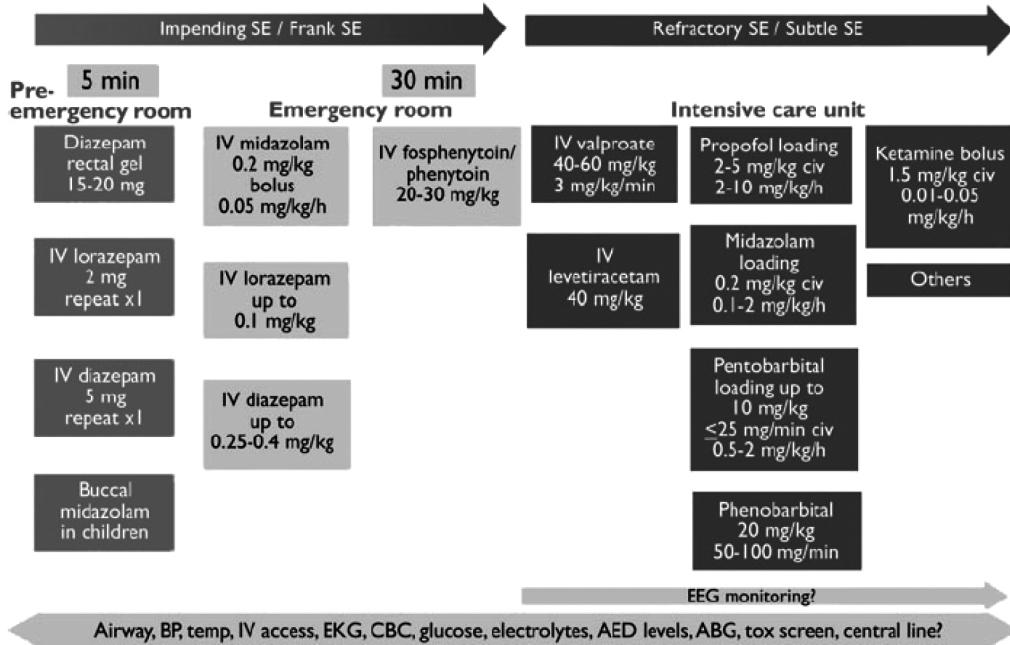 Impending SE / Frank SE
Refractory SE / Subtle SE
5 min
30 min
Pre-
emergency room
Emergency room
Intensive care unit
Diazepam
rectal gel
15-20 mg
IV lorazepam
2 mg
repeat x1
IV diazepam
5 mg
repeat x1
Buccal
midazolam
in children
IV midazolam
0.2 mg/kg
bolus
0.05 mg/kg/h
IV lorazepam
up to
0.1 mg/kg
IV diazepam
up to
0.25-0.4 mg/kg
IV fosphenytoin/
phenytoin
20-30 mg/kg
IV valproate
40-60 mg/kg
3 mg/kg/min
IV
levetiracetam
40 mg/kg
Propofol loading
2-5 mg/kg civ
2-10 mg/kg/h
Midazolam
loading
0.2 mg/kg civ
0.1-2 mg/kg/h
Pentobarbital
loading up to
10 mg/kg
≤25 mg/min civ
0.5-2 mg/kg/h
Phenobarbital
20 mg/kg
50-100 mg/min
Ketamine bolus
1.5 mg/kg civ
0.01-0.05
mg/kg/h
Others
EEG monitoring?
Airway, BP, temp, IV access, EKG, CBC, glucose, electrolytes, AED levels, ABG, tox screen, central line?